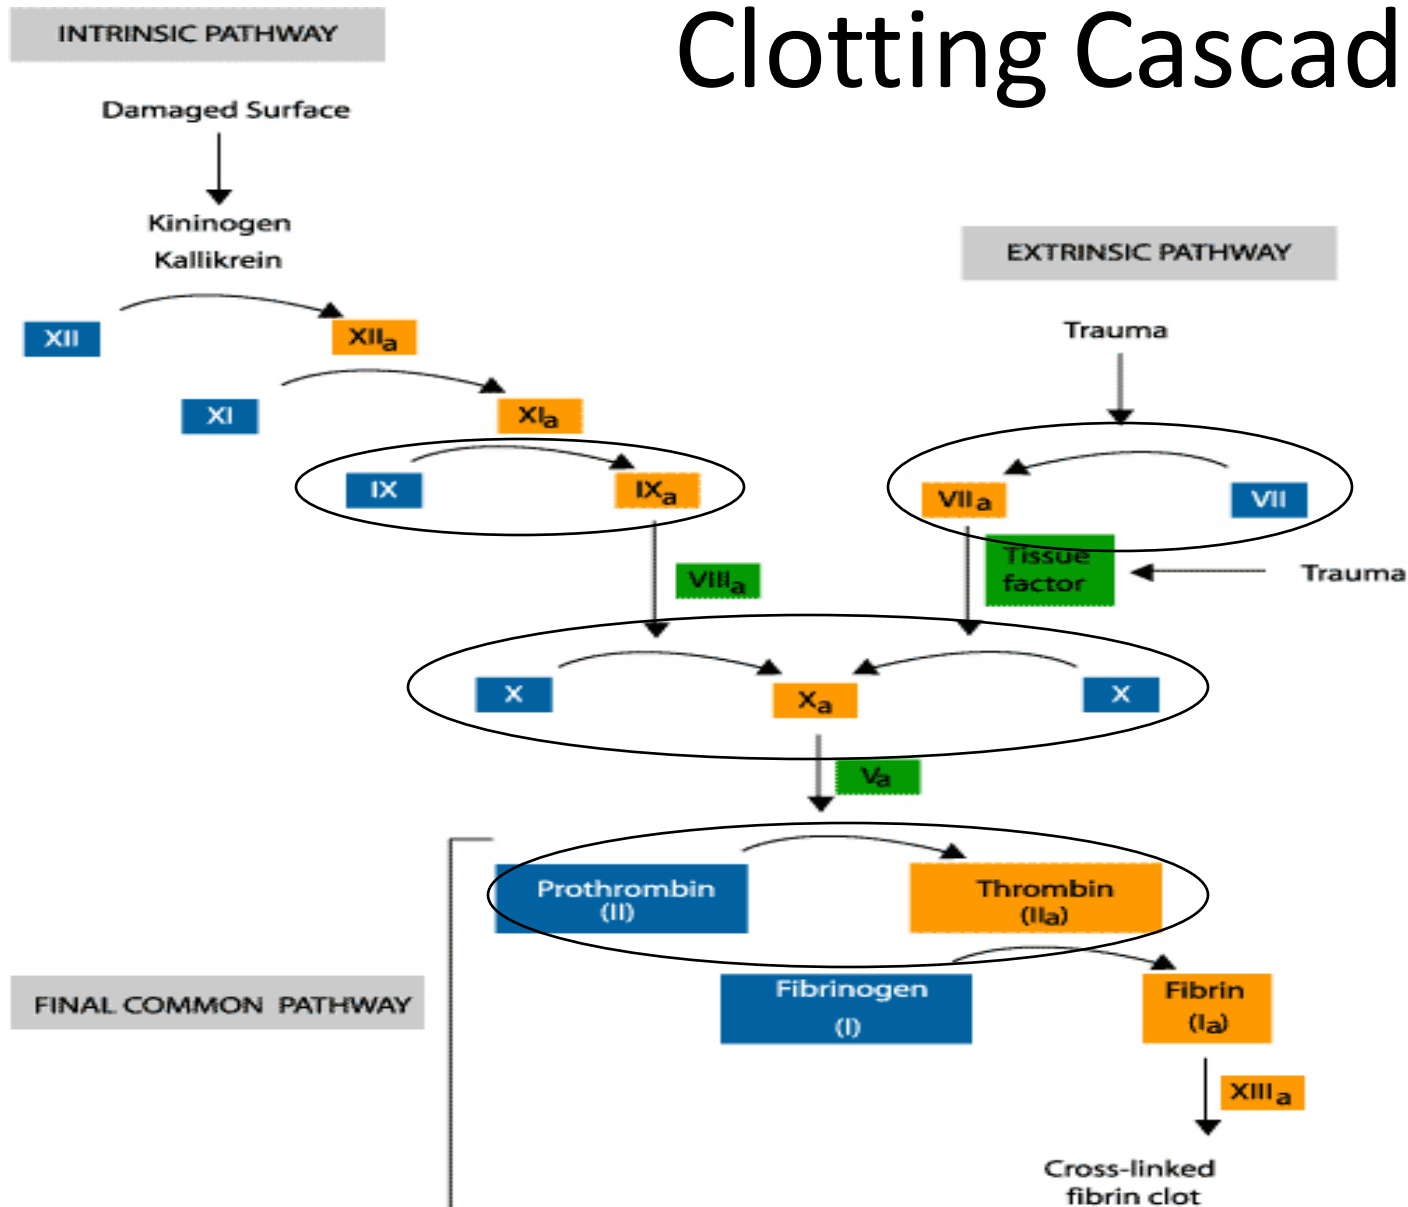 Clotting Cascad
INTRINSIC PATHWAY
Damaged Surface
Kininogen
Kallikrein
EXTRINSIC PATHWAY
Trauma
XII
XIIa
XI
XIa
IX
IXa
VIIa
VII
Tissue
factor
Trauma
VIIIa
X
Xa
X
Va
Prothrombin
(II)
Thrombin
(IIa)
FINAL COMMON PATHWAY
Fibrinogen
(I)
Fibrin
(Ia)
XIIIa
Cross-linked
fibrin clot